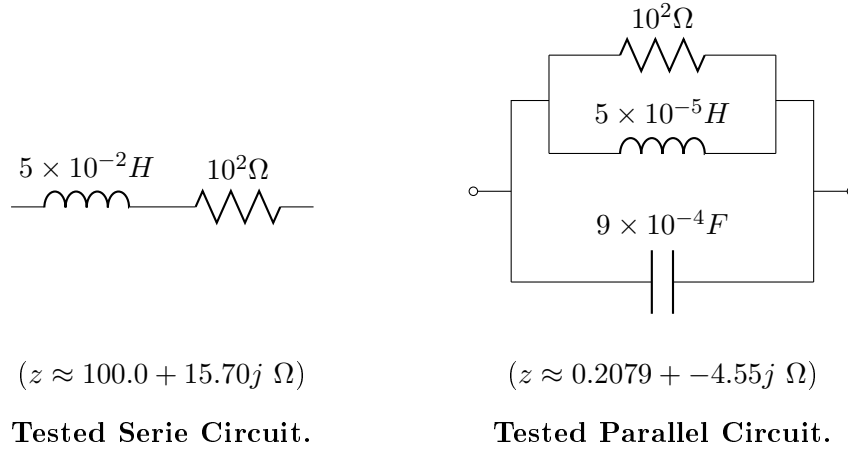 5 × 10⁻²H
10²Ω
(z ≈ 100.0 + 15.70j Ω)
Tested Serie Circuit.
10²Ω
5 × 10⁻⁵H
9 × 10⁻⁴F
(z ≈ 0.2079 + −4.55j Ω)
Tested Parallel Circuit.